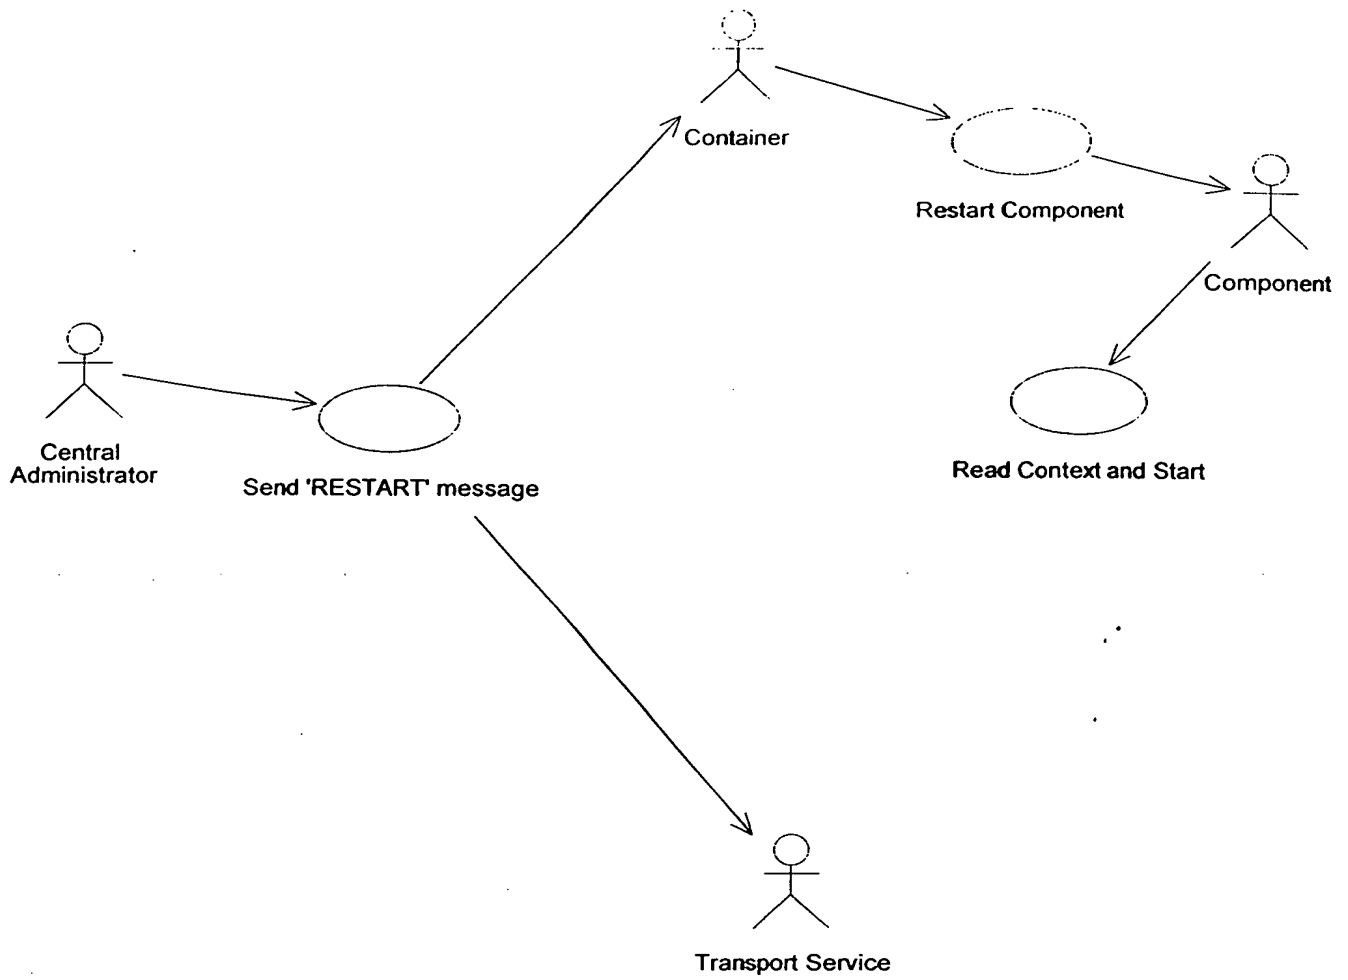 Container
Restart Component
Component
Central
Administrator
Send 'RESTART' message
Read Context and Start
Transport Service